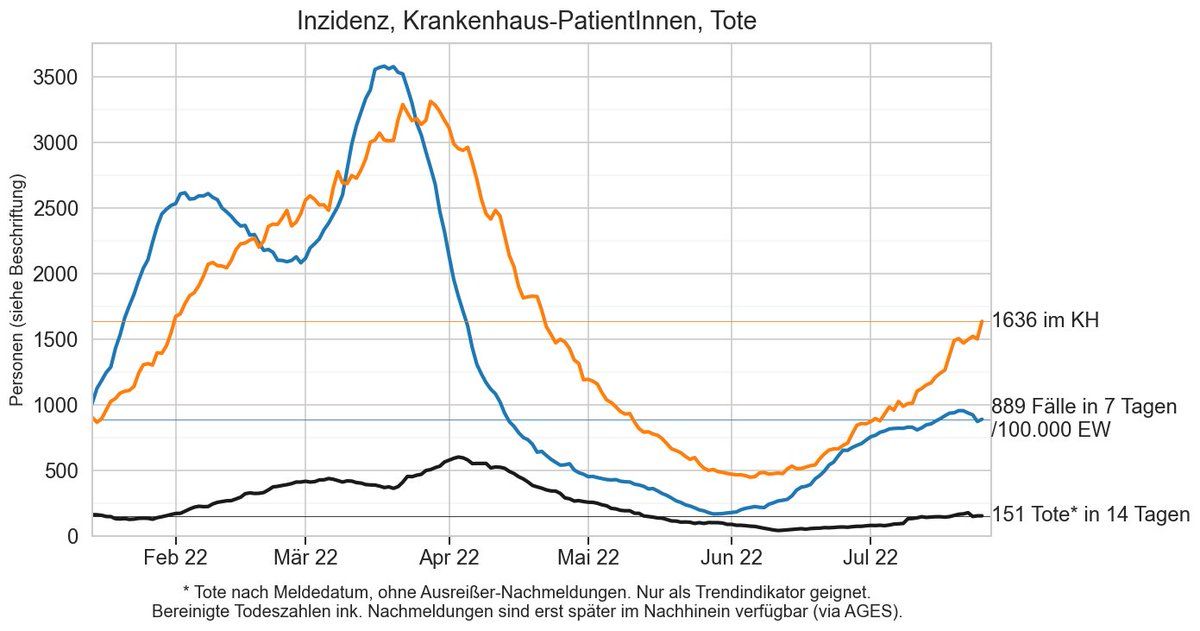 Inzidenz, Krankenhaus-PatientInnen, Tote
Personen (siehe Beschriftung)
3500
3000
2500
2000
1500
1000
500
0
1636 im KH
889 Fälle in 7 Tagen
/100.000 EW
151 Tote* in 14 Tagen
Feb 22 Mär 22 Apr 22 Mai 22 Jun 22 Jul 22
* Tote nach Meldedatum, ohne Ausreißer-Nachmeldungen. Nur als Trendindikator geeignet.
Bereinigte Todeszahlen ink. Nachmeldungen sind erst später im Nachhinein verfügbar (via AGES).